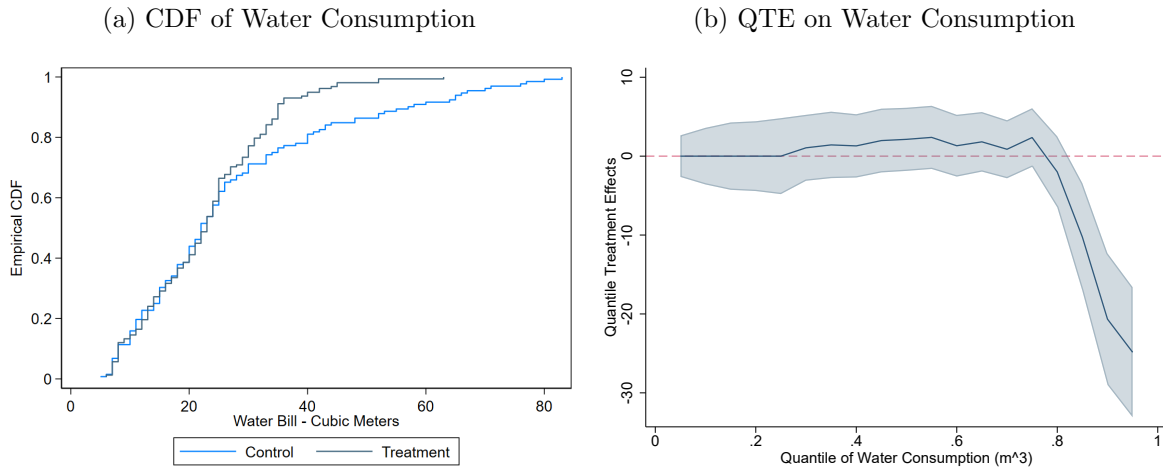 (a) CDF of Water Consumption
1
0.8
0.6
0.4
0.2
0
Empirical CDF
0 20 40 60 80
Water Bill - Cubic Meters
Control Treatment
(b) QTE on Water Consumption
10
0
-10
-20
-30
Quantile Treatment Effects
0 .2 .4 .6 .8 1
Quantile of Water Consumption (m^3)